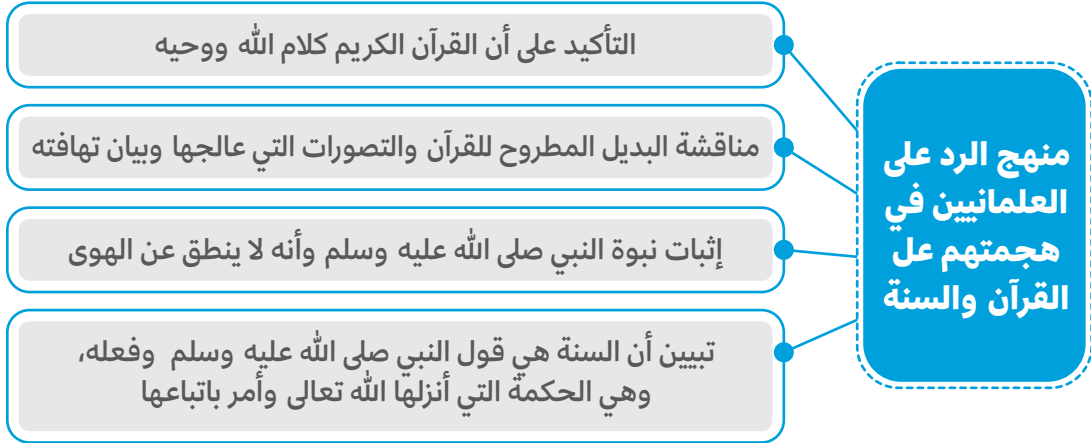 منهج الرد على
العلمانيين في
هجمتهم عل
القرآن والسنة
التأكيد على أن القرآن الكريم كلام الله ووحيه
مناقشة البديل المطروح للقرآن والتصورات التي عالجها وبيان تهافته
إثبات نبوة النبي صلى الله عليه وسلم وأنه لا ينطق عن الهوى
تبيين أن السنة هي قول النبي صلى الله عليه وسلم وفعله،
وهي الحكمة التي أنزلها الله تعالى وأمر باتباعها